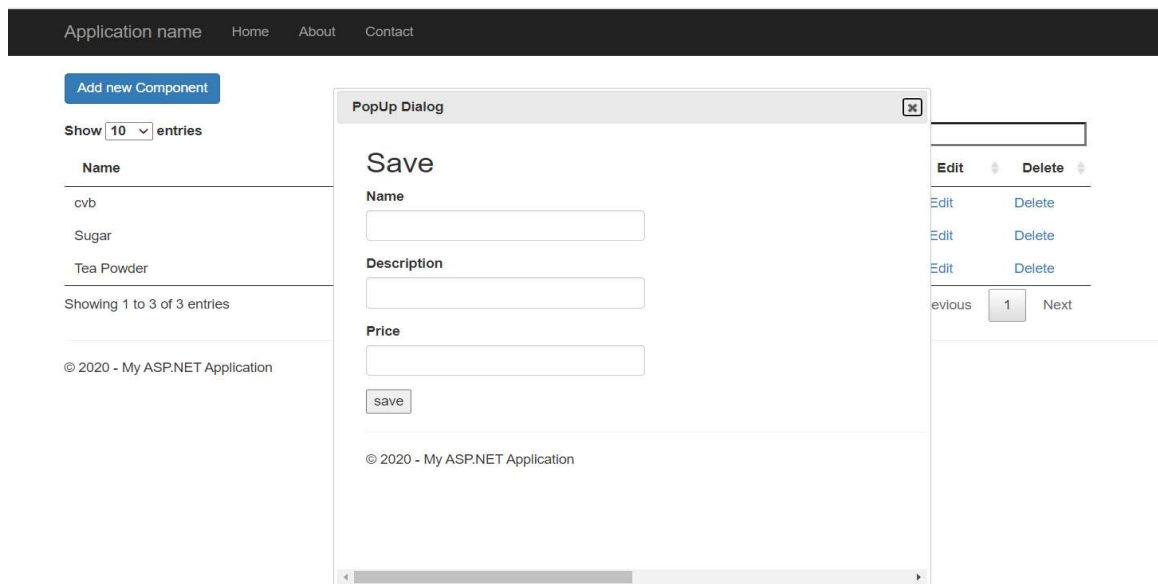 Application name Home About Contact
Add new Component
PopUp Dialog
Show 10 entries
Name Edit Delete
cvb Edit Delete
Sugar Edit Delete
Tea Powder Edit Delete
Showing 1 to 3 of 3 entries evious 1 Next
© 2020 - My ASP.NET Application
Save
Name
Description
Price
save
© 2020 - My ASP.NET Application